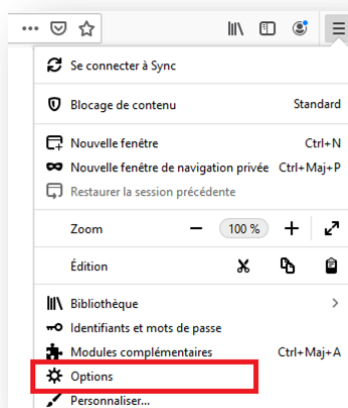 Se connecter à Sync
Blocage de contenu Standard
Nouvelle fenêtre Ctrl+N
Nouvelle fenêtre de navigation privée Ctrl+Maj+P
Restaurer la session précédente
Zoom 100 %
Édition
Bibliothèque
Identifiants et mots de passe
Modules complémentaires Ctrl+Maj+A
Options
Personnaliser...